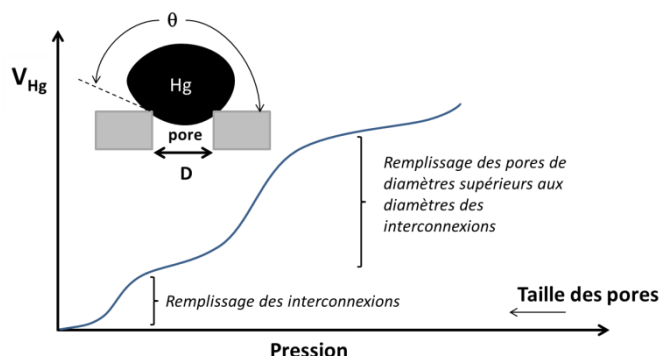 θ
V_Hg
Hg
pore
D
Remplissage des pores de
diamètres supérieurs aux
diamètres des
interconnexions
Remplissage des interconnexions
Taille des pores
Pression